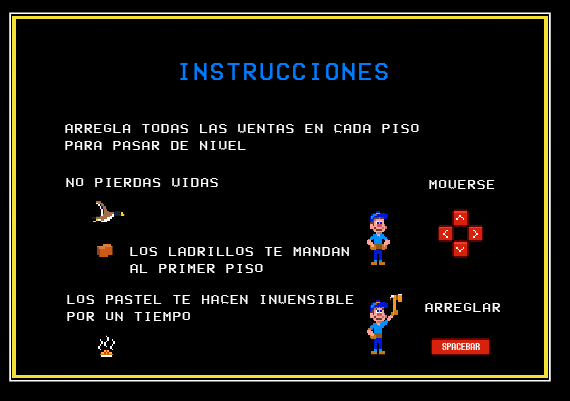 INSTRUCCIONES
ARREGLA TODAS LAS VENTAS EN CADA PISO
PARA PASAR DE NIVEL
NO PIERDAS VIDAS
MOVERSE
LOS LADRILLOS TE MANDAN
AL PRIMER PISO
LOS PASTEL TE HACEN INVENSIBLE
POR UN TIEMPO
ARREGLAR
SPACEBAR